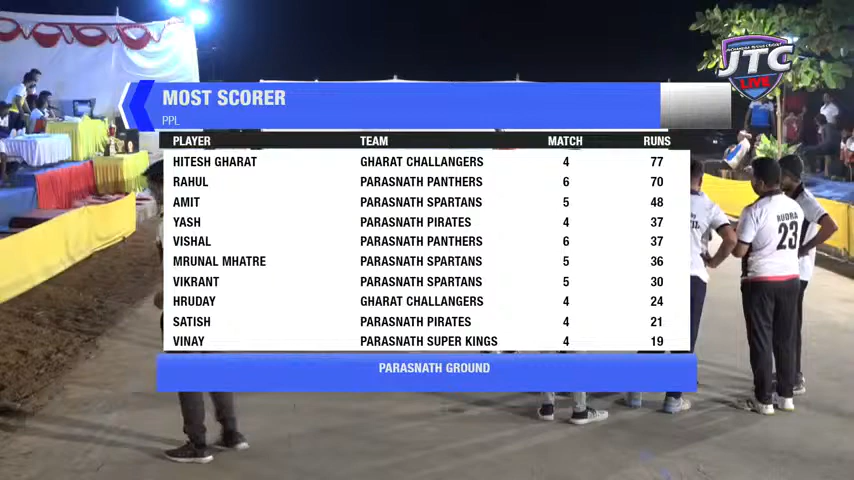 JTC
LIVE
MOST SCORER
PPL
PLAYER TEAM MATCH RUNS
HITESH GHARAT GHARAT CHALLANGERS 4 77
RAHUL PARASNATH PANTHERS 6 70
AMIT PARASNATH SPARTANS 5 48
YASH PARASNATH PIRATES 4 37
VISHAL PARASNATH PANTHERS 6 37
MRUNAL MHATRE PARASNATH SPARTANS 5 36
VIKRANT PARASNATH SPARTANS 5 30
HRUDAY GHARAT CHALLANGERS 4 24
SATISH PARASNATH PIRATES 4 21
VINAY PARASNATH SUPER KINGS 4 19
PARASNATH GROUND
RUDRA
23